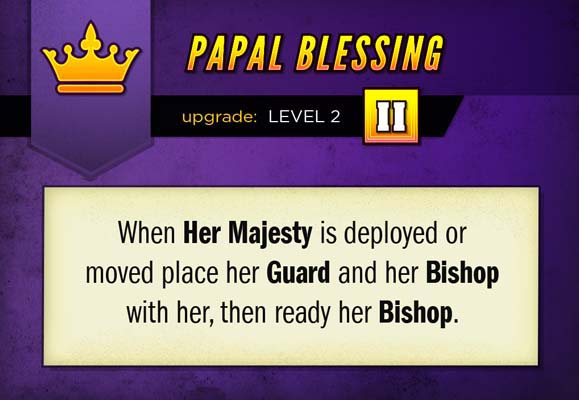 PAPAL BLESSING
upgrade: LEVEL 2 II
When Her Majesty is deployed or
moved place her Guard and her Bishop
with her, then ready her Bishop.